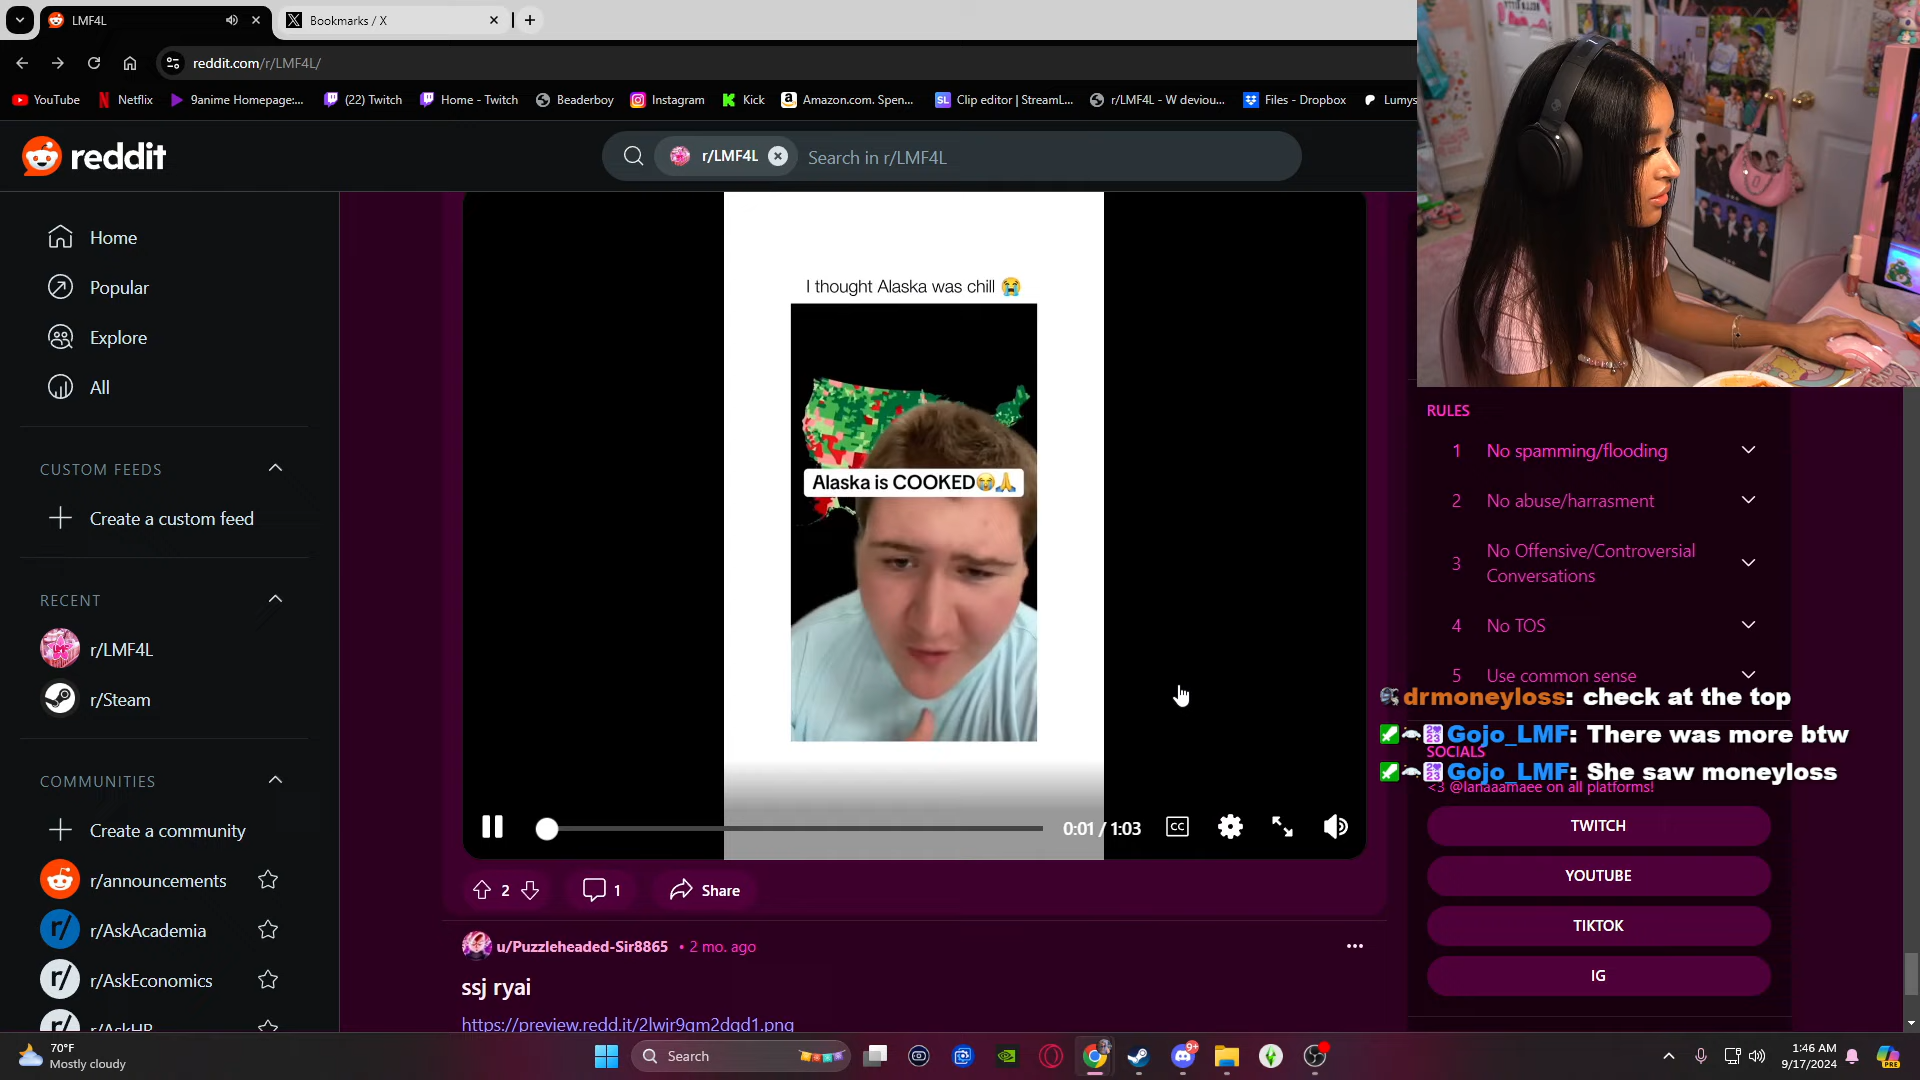 LMF4L
Bookmarks / X
reddit.com/r/LMF4L/
YouTube
Netflix
9anime Homepage:...
(22) Twitch
Home - Twitch
Beaderboy
Instagram
Kick
Amazon.com. Spen...
SL
Clip editor | StreamL...
r/LMF4L - W deviou...
Files - Dropbox
Lumys
reddit
r/LMF4L
Search in r/LMF4L
Home
Popular
Explore
All
CUSTOM FEEDS
Create a custom feed
RECENT
r/LMF4L
r/Steam
COMMUNITIES
Create a community
r/announcements
r/
r/AskAcademia
r/
r/AskEconomics
r/AskHR
I thought Alaska was chill 😭
Alaska is COOKED😭🙏
0:01 / 1:03
CC
2
1
Share
u/Puzzleheaded-Sir8865 • 2 mo. ago
ssj ryai
https://preview.redd.it/2lwjr9qm2dqd1.png
RULES
1 No spamming/flooding
2 No abuse/harrasment
3 No Offensive/Controversial
Conversations
4 No TOS
5 Use common sense
drmoneyloss: check at the top
Gojo_LMF: There was more btw
SOCIALS
Gojo_LMF: She saw moneyloss
<3 @lanaaamaee on all platforms!
TWITCH
YOUTUBE
TIKTOK
IG
70°F
Mostly cloudy
Search
9+
1:46 AM
9/17/2024
PRE